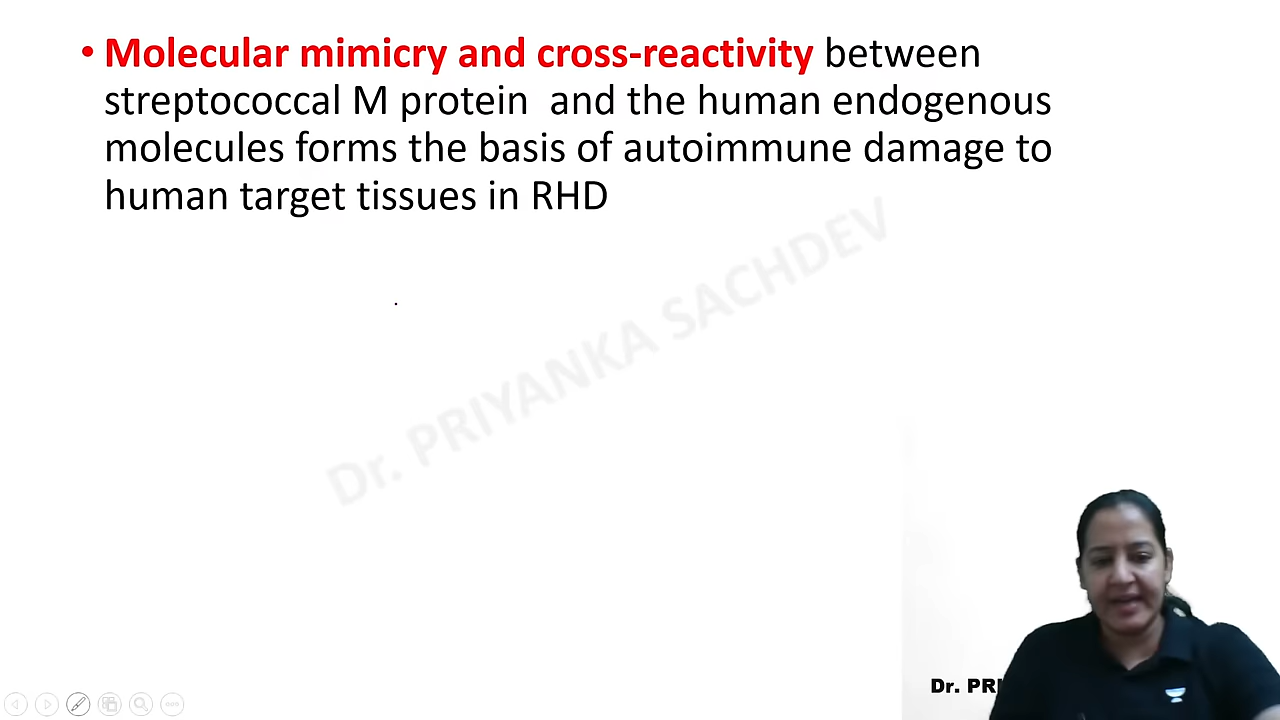 • Molecular mimicry and cross-reactivity between
streptococcal M protein and the human endogenous
molecules forms the basis of autoimmune damage to
human target tissues in RHD
Dr. PRIYANKA SACHDEV
Dr. PRI